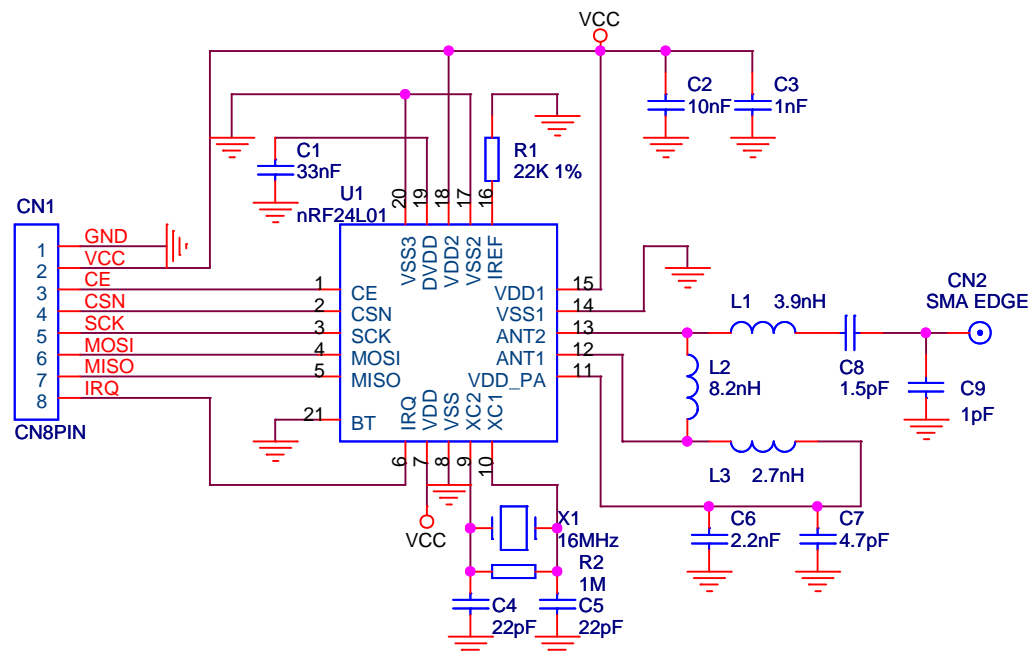 VCC
C2
10nF
C3
1nF
C1
33nF
R1
22K 1%
U1
nRF24L01
20
19
18
17
16
VSS3
DVDD
VDD2
VSS2
IREF
CN1
1
2
3
4
5
6
7
8
GND
VCC
CE
CSN
SCK
MOSI
MISO
IRQ
CN8PIN
1
2
3
4
5
21
CE
CSN
SCK
MOSI
MISO
BT
VDD1
VSS1
ANT2
ANT1
VDD_PA
15
14
13
12
11
IRQ
VDD
VSS
XC2
XC1
6
7
8
9
10
VCC
L1 3.9nH
L2
8.2nH
L3 2.7nH
C8
1.5pF
CN2
SMA EDGE
C9
1pF
C6
2.2nF
C7
4.7pF
X1
16MHz
R2
1M
C4
22pF
C5
22pF